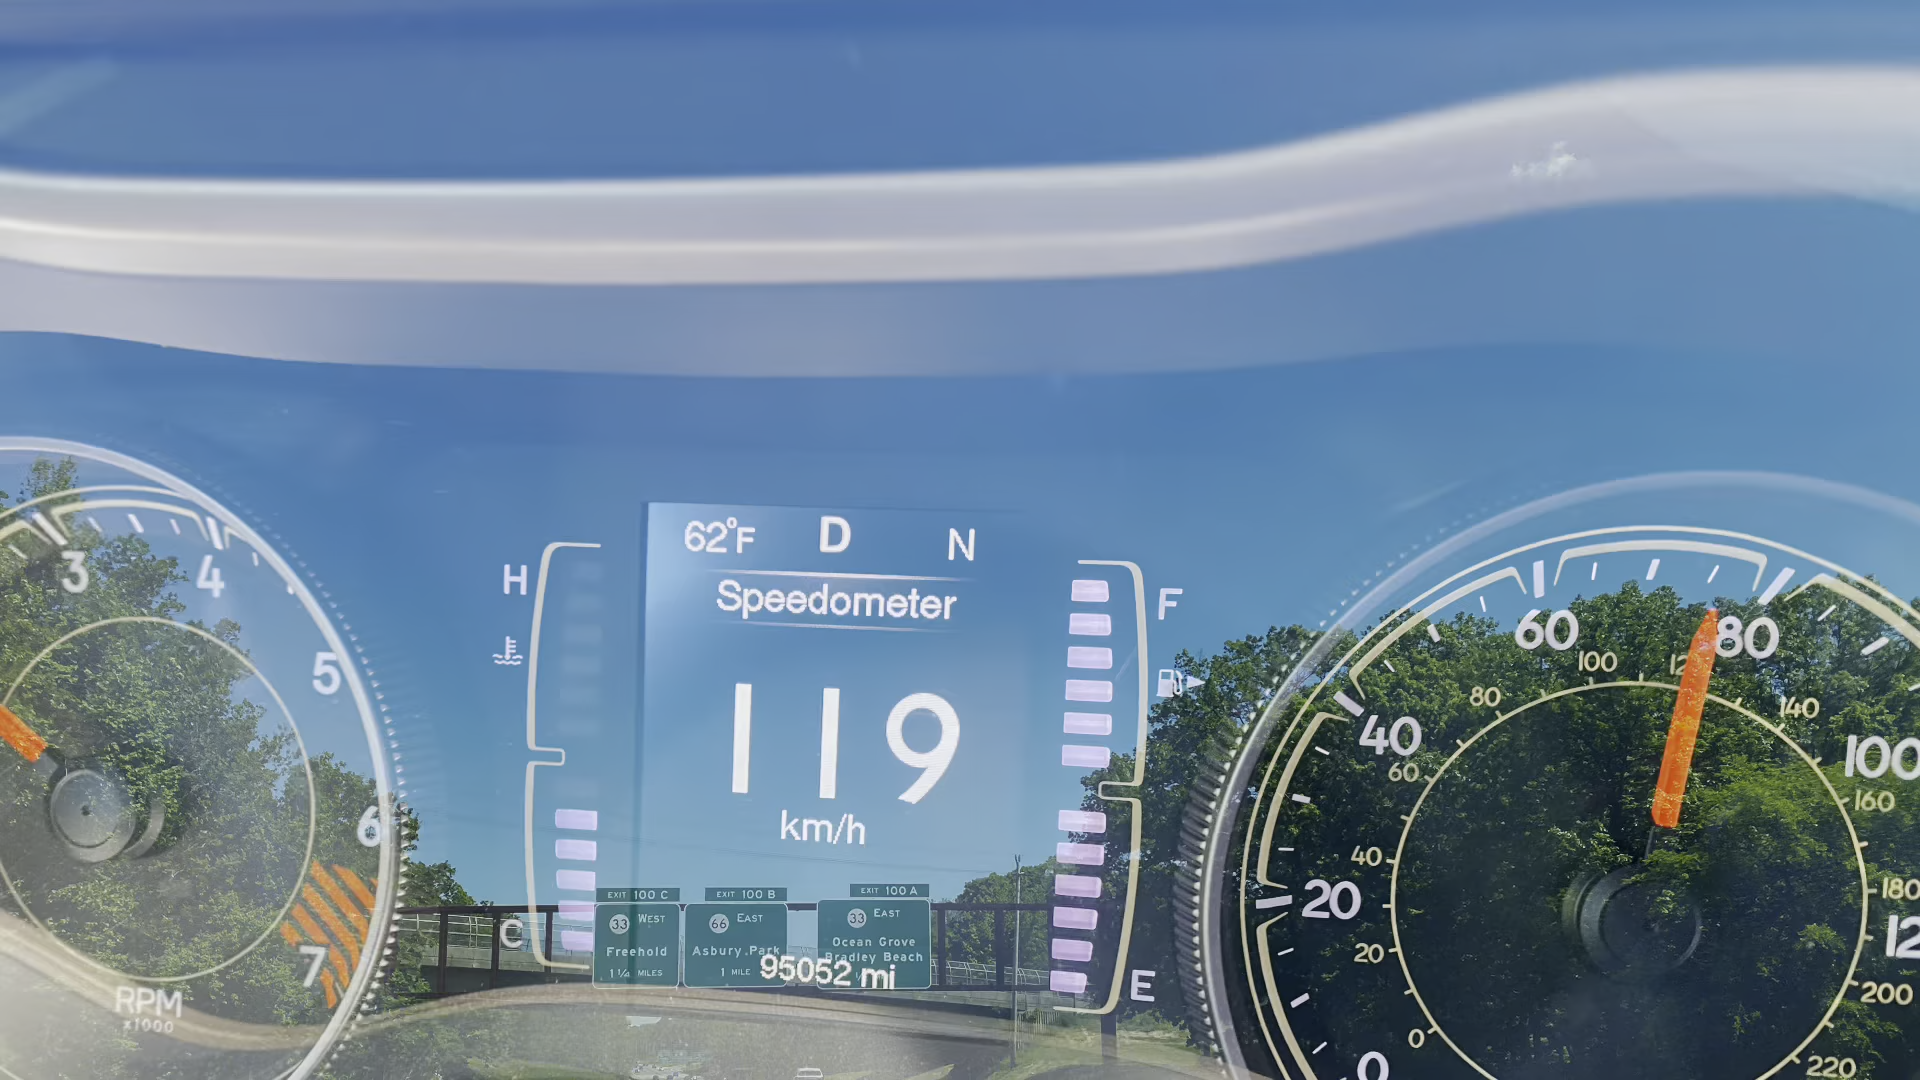 62°F D N
Speedometer
119
km/h
95052 mi
H
C
F
E
3
4
5
6
7
RPM
x1000
0
20
40
60
80
100
12
0
20
40
60
80
100
12
140
160
180
200
220
EXIT 100 C
33 WEST
Freehold
1 1/4 MILES
EXIT 100 B
66 EAST
Asbury Park
1 MILE
EXIT 100 A
33 EAST
Ocean Grove
Bradley Beach